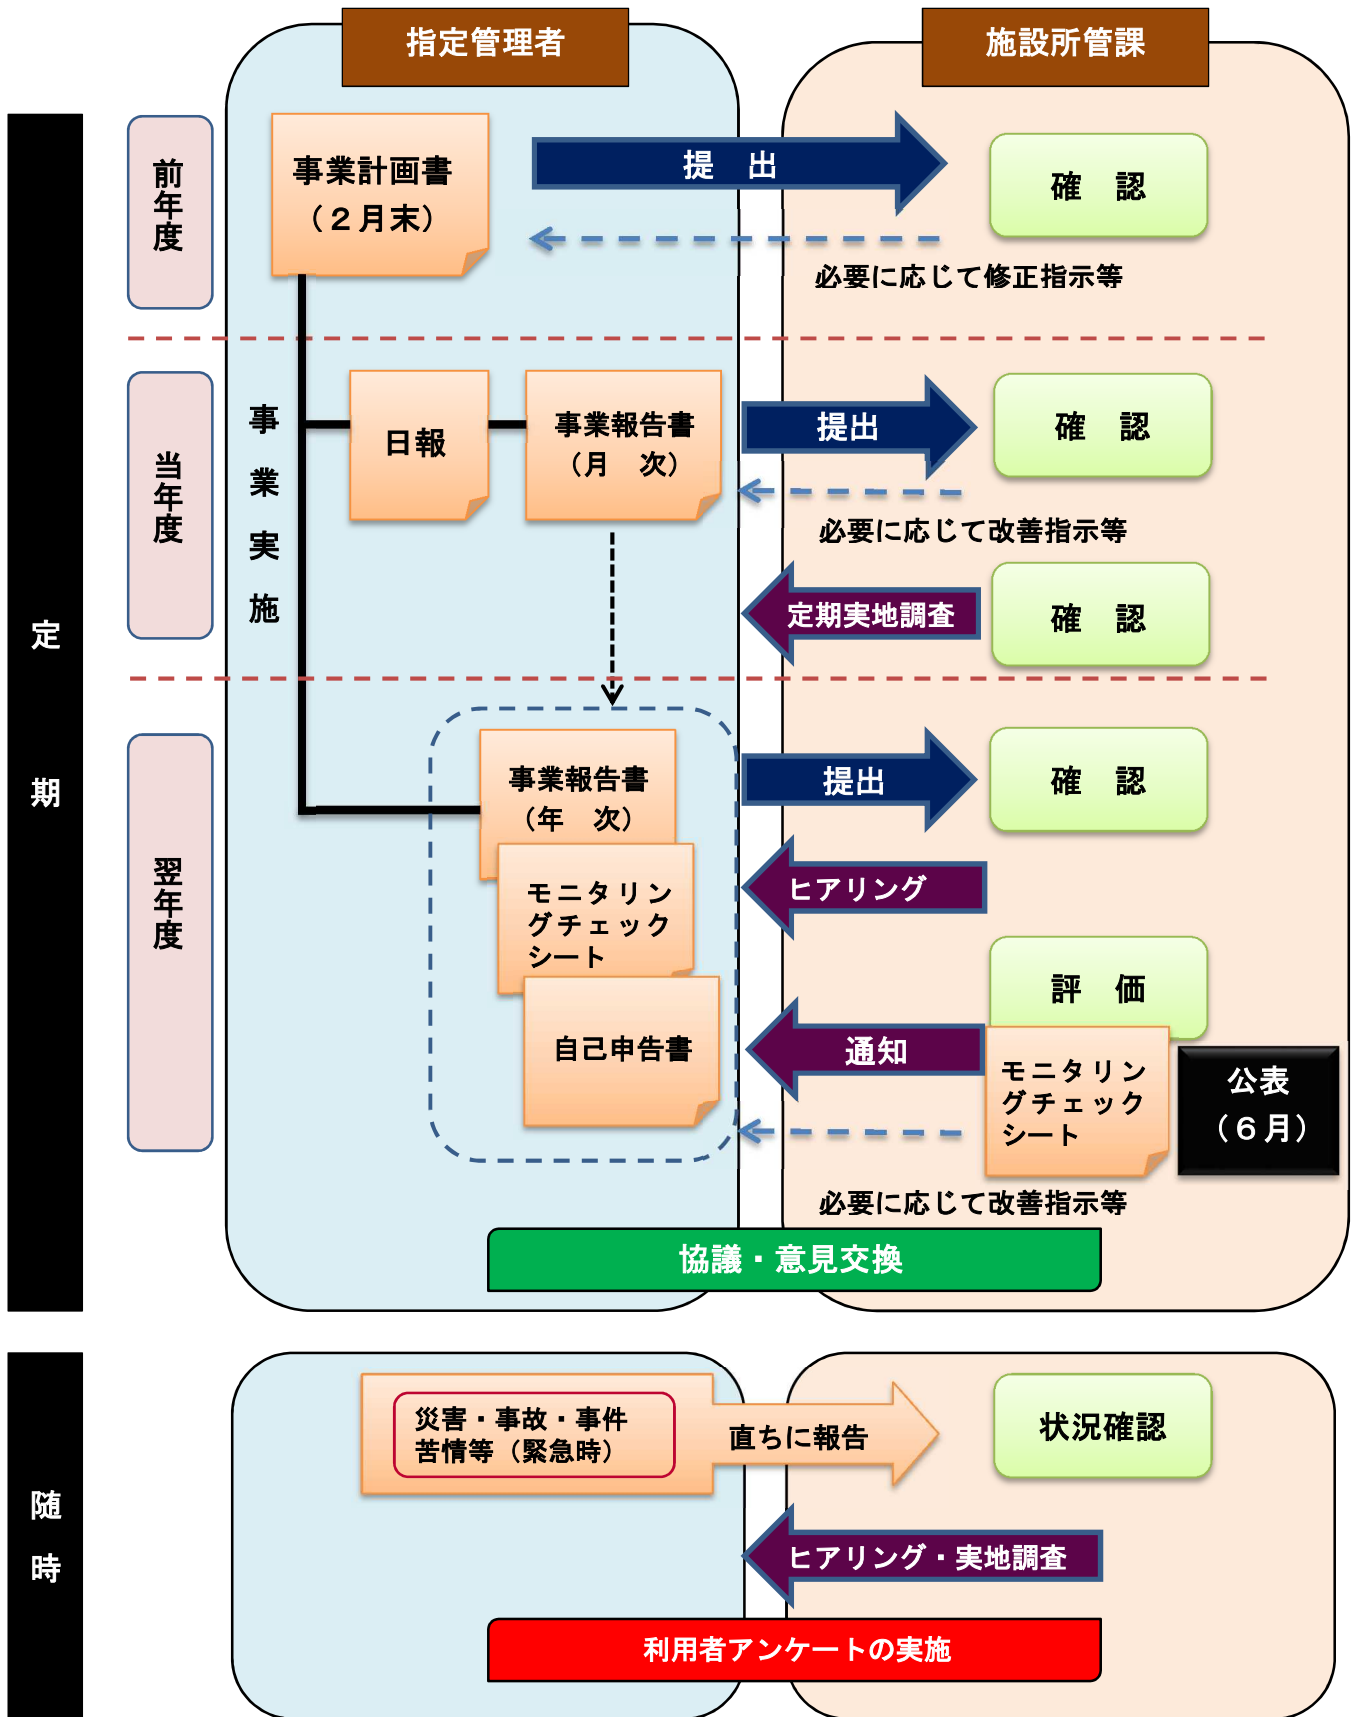 指定管理者
施設所管課
定期
前年度
事業計画書
（２月末）
提　出
確　認
必要に応じて修正指示等
当年度
事業実施
日報
事業報告書
（月　次）
提出
確　認
必要に応じて改善指示等
定期実地調査
確　認
翌年度
事業報告書
（年　次）
提出
確　認
モニタリン
グチェック
シート
ヒアリング
自己申告書
評　価
通知
モニタリン
グチェック
シート
公表
（６月）
必要に応じて改善指示等
協議・意見交換
随時
災害・事故・事件
苦情等（緊急時）
直ちに報告
状況確認
ヒアリング・実地調査
利用者アンケートの実施